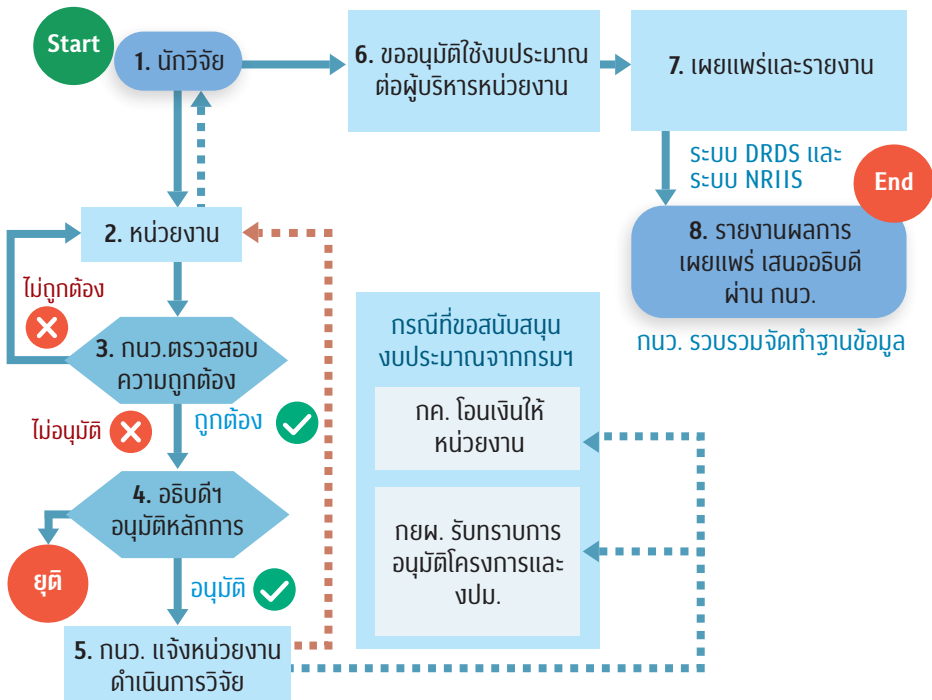 Start
1. นักวิจัย
6. ขออนุมัติใช้งบประมาณ
ต่อผู้บริหารหน่วยงาน
7. เผยแพร่และรายงาน
ระบบ DRDS และ
ระบบ NRIIS
End
8. รายงานผลการ
เผยแพร่ เสนออธิบดี
ผ่าน กนว.
กนว. รวบรวมจัดทำฐานข้อมูล
2. หน่วยงาน
ไม่ถูกต้อง
3. กนว.ตรวจสอบ
ความถูกต้อง
ไม่อนุมัติ
ถูกต้อง
4. อธิบดีฯ
อนุมัติหลักการ
ยุติ
อนุมัติ
5. กนว. แจ้งหน่วยงาน
ดำเนินการวิจัย
กรณีที่ขอสนับสนุน
งบประมาณจากกรมฯ
กค. โอนเงินให้
หน่วยงาน
กยผ. รับทราบการ
อนุมัติโครงการและ
งปม.